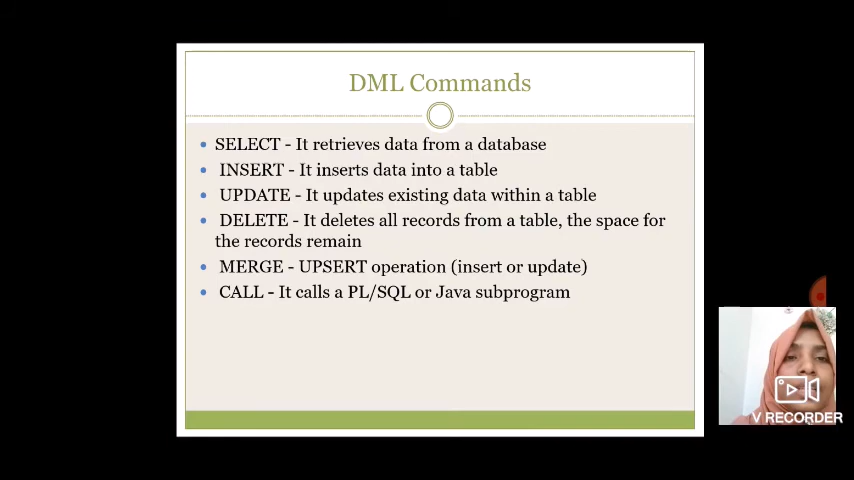 DML Commands
SELECT - It retrieves data from a database
INSERT - It inserts data into a table
UPDATE - It updates existing data within a table
DELETE - It deletes all records from a table, the space for
the records remain
MERGE - UPSERT operation (insert or update)
CALL - It calls a PL/SQL or Java subprogram
V RECORDER